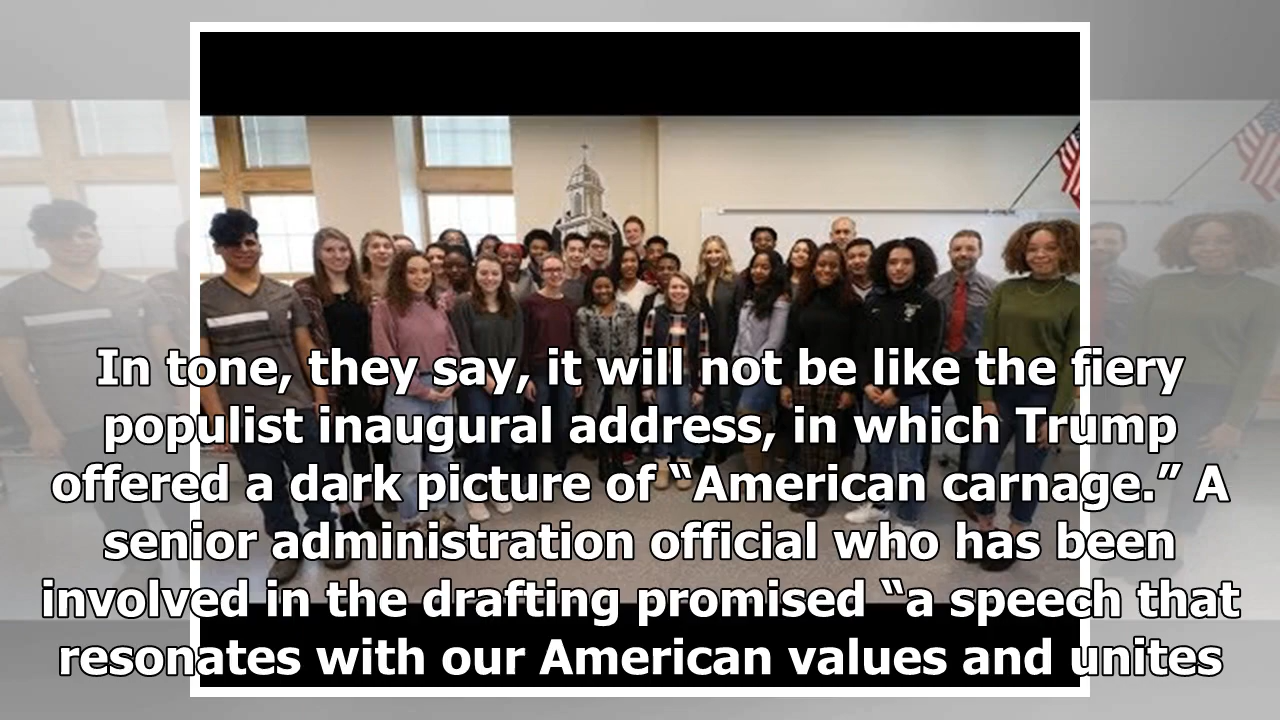 In tone, they say, it will not be like the fiery
populist inaugural address, in which Trump
offered a dark picture of “American carnage.” A
senior administration official who has been
involved in the drafting promised “a speech that
resonates with our American values and unites